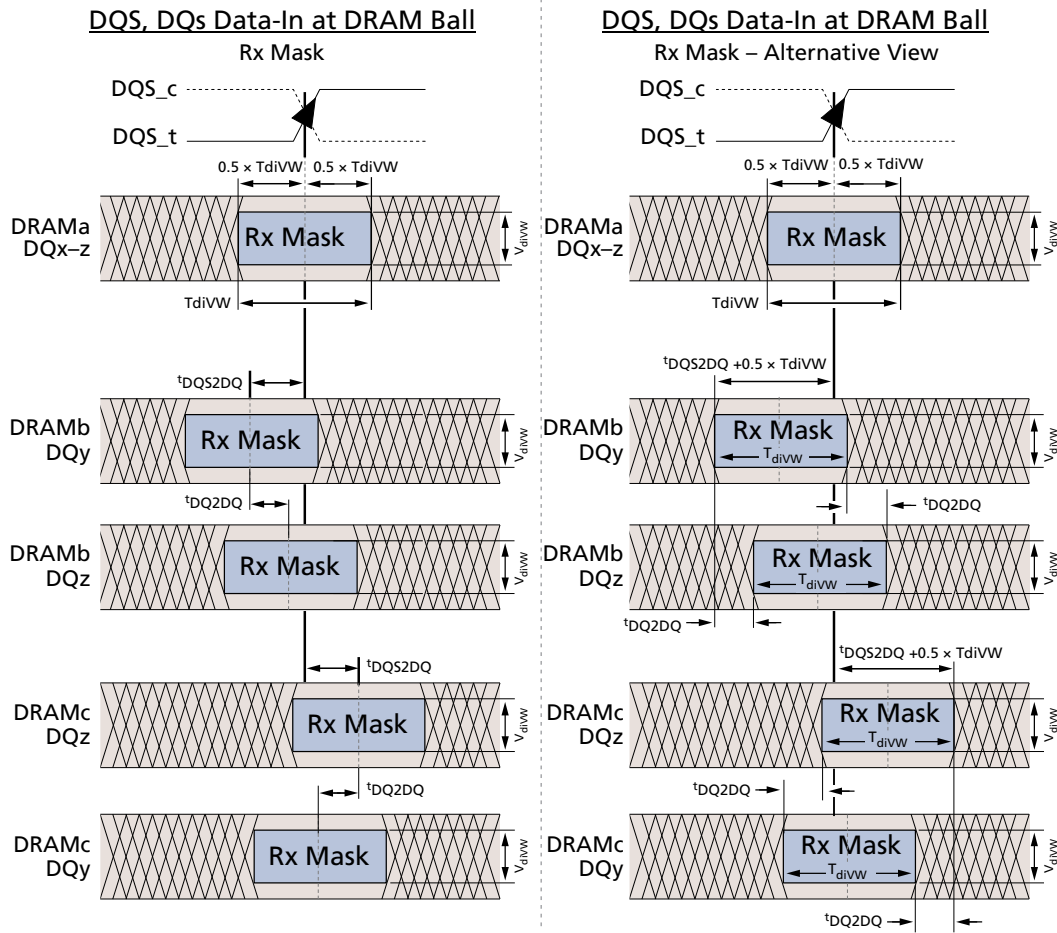 DQS, DQs Data-In at DRAM Ball
Rx Mask
DQS_c
DQS_t
0.5 × TdiVW 0.5 × TdiVW
DRAMa
DQx–z
Rx Mask
VdiVW
TdiVW
tDQS2DQ
DRAMb
DQy
Rx Mask
VdiVW
tDQ2DQ
DRAMb
DQz
Rx Mask
VdiVW
tDQS2DQ
DRAMc
DQz
Rx Mask
VdiVW
tDQ2DQ
DRAMc
DQy
Rx Mask
VdiVW
DQS, DQs Data-In at DRAM Ball
Rx Mask – Alternative View
DQS_c
DQS_t
0.5 × TdiVW 0.5 × TdiVW
DRAMa
DQx–z
Rx Mask
VdiVW
TdiVW
tDQS2DQ +0.5 × TdiVW
DRAMb
DQy
Rx Mask
TdiVW
VdiVW
tDQ2DQ
DRAMb
DQz
Rx Mask
TdiVW
VdiVW
tDQ2DQ
tDQS2DQ +0.5 × TdiVW
DRAMc
DQz
Rx Mask
TdiVW
VdiVW
tDQ2DQ
DRAMc
DQy
Rx Mask
TdiVW
VdiVW
tDQ2DQ